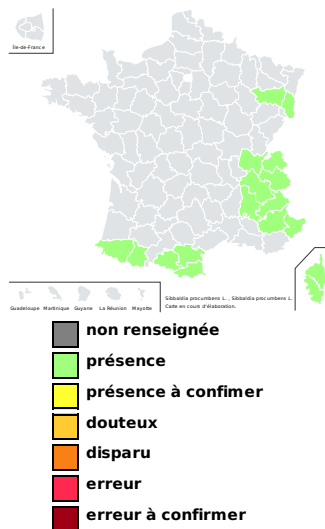 Île-de-France
Guadeloupe Martinique Guyane La Réunion Mayotte
Sibbaldia procumbens L. , Sibbaldia procumbens L.
Carte en cours d'élaboration.
non renseignée
présence
présence à confimer
douteux
disparu
erreur
erreur à confirmer